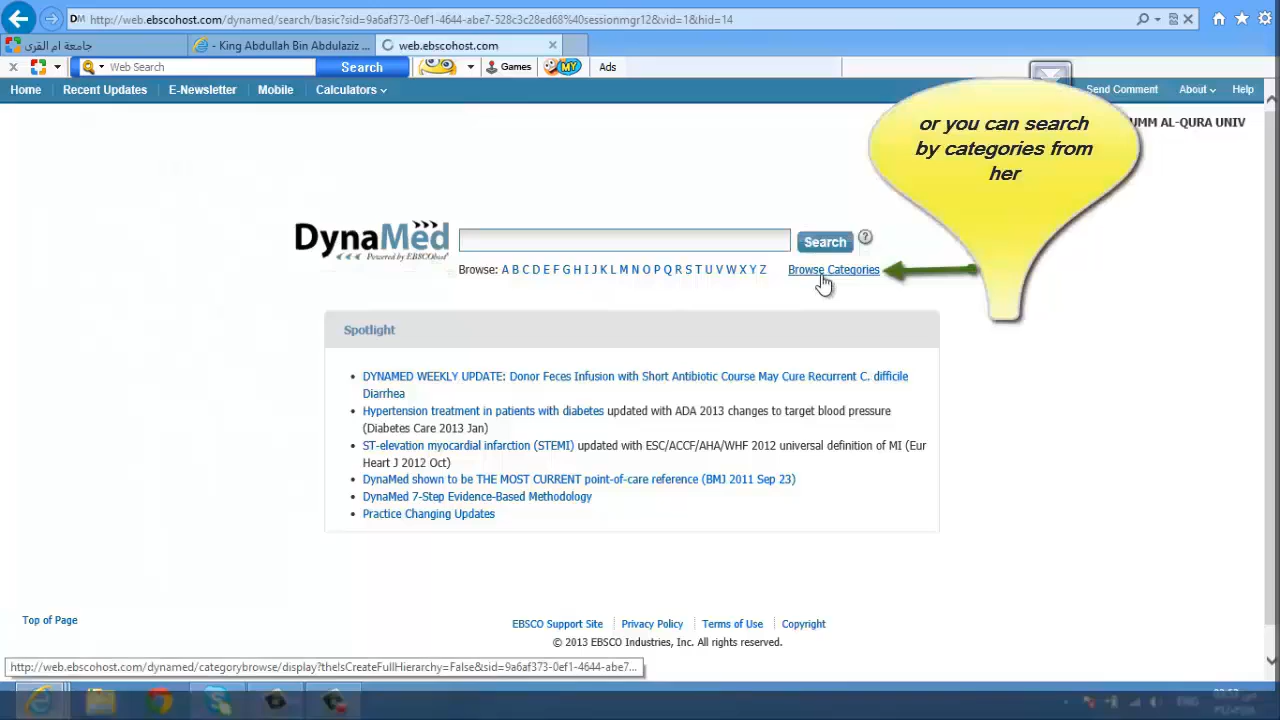 http://web.ebscohost.com/dynamed/search/basic?sid=9a6af373-0ef1-4644-abe7-528c3c28ed68%40sessionmgr12&vid=1&hid=14
جامعة ام القرى
- King Abdullah Bin Abdulaziz ...
web.ebscohost.com
Web Search
Search
Games
MY
Ads
Home
Recent Updates
E-Newsletter
Mobile
Calculators
Send Comment
About
Help
or you can search
by categories from
her
UMM AL-QURA UNIV
DynaMed
Powered by EBSCOhost
Search
?
Browse: A B C D E F G H I J K L M N O P Q R S T U V W X Y Z
Browse Categories
Spotlight
• DYNAMED WEEKLY UPDATE: Donor Feces Infusion with Short Antibiotic Course May Cure Recurrent C. difficile
Diarrhea
• Hypertension treatment in patients with diabetes updated with ADA 2013 changes to target blood pressure
(Diabetes Care 2013 Jan)
• ST-elevation myocardial infarction (STEMI) updated with ESC/ACCF/AHA/WHF 2012 universal definition of MI (Eur
Heart J 2012 Oct)
• DynaMed shown to be THE MOST CURRENT point-of-care reference (BMJ 2011 Sep 23)
• DynaMed 7-Step Evidence-Based Methodology
• Practice Changing Updates
Top of Page
EBSCO Support Site
Privacy Policy
Terms of Use
Copyright
© 2013 EBSCO Industries, Inc. All rights reserved.
http://web.ebscohost.com/dynamed/categorybrowse/display?theIsCreateFullHierarchy=False&sid=9a6af373-0ef1-4644-abe7...